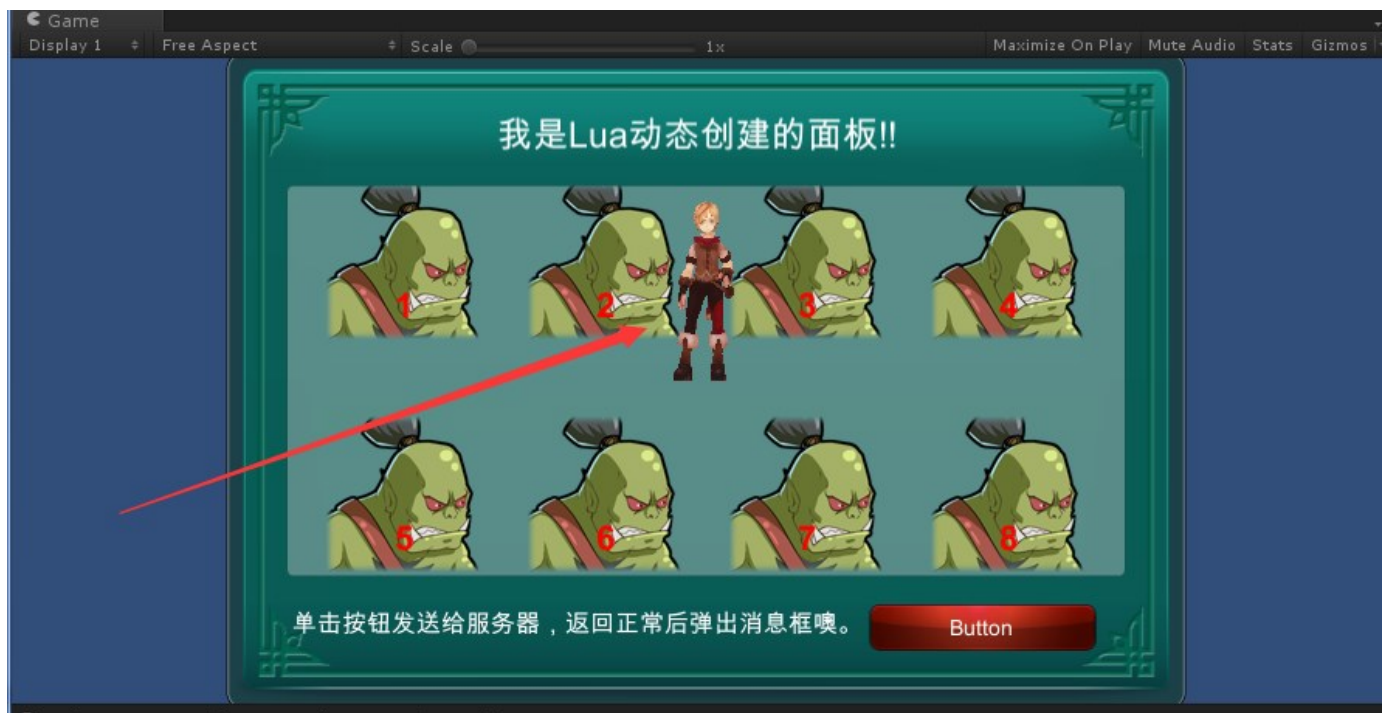 Game
Display 1 Free Aspect Scale 1x Maximize On Play Mute Audio Stats Gizmos
我是Lua动态创建的面板!!
1 2 3 4
5 6 7 8
单击按钮发送给服务器，返回正常后弹出消息框噢。 Button